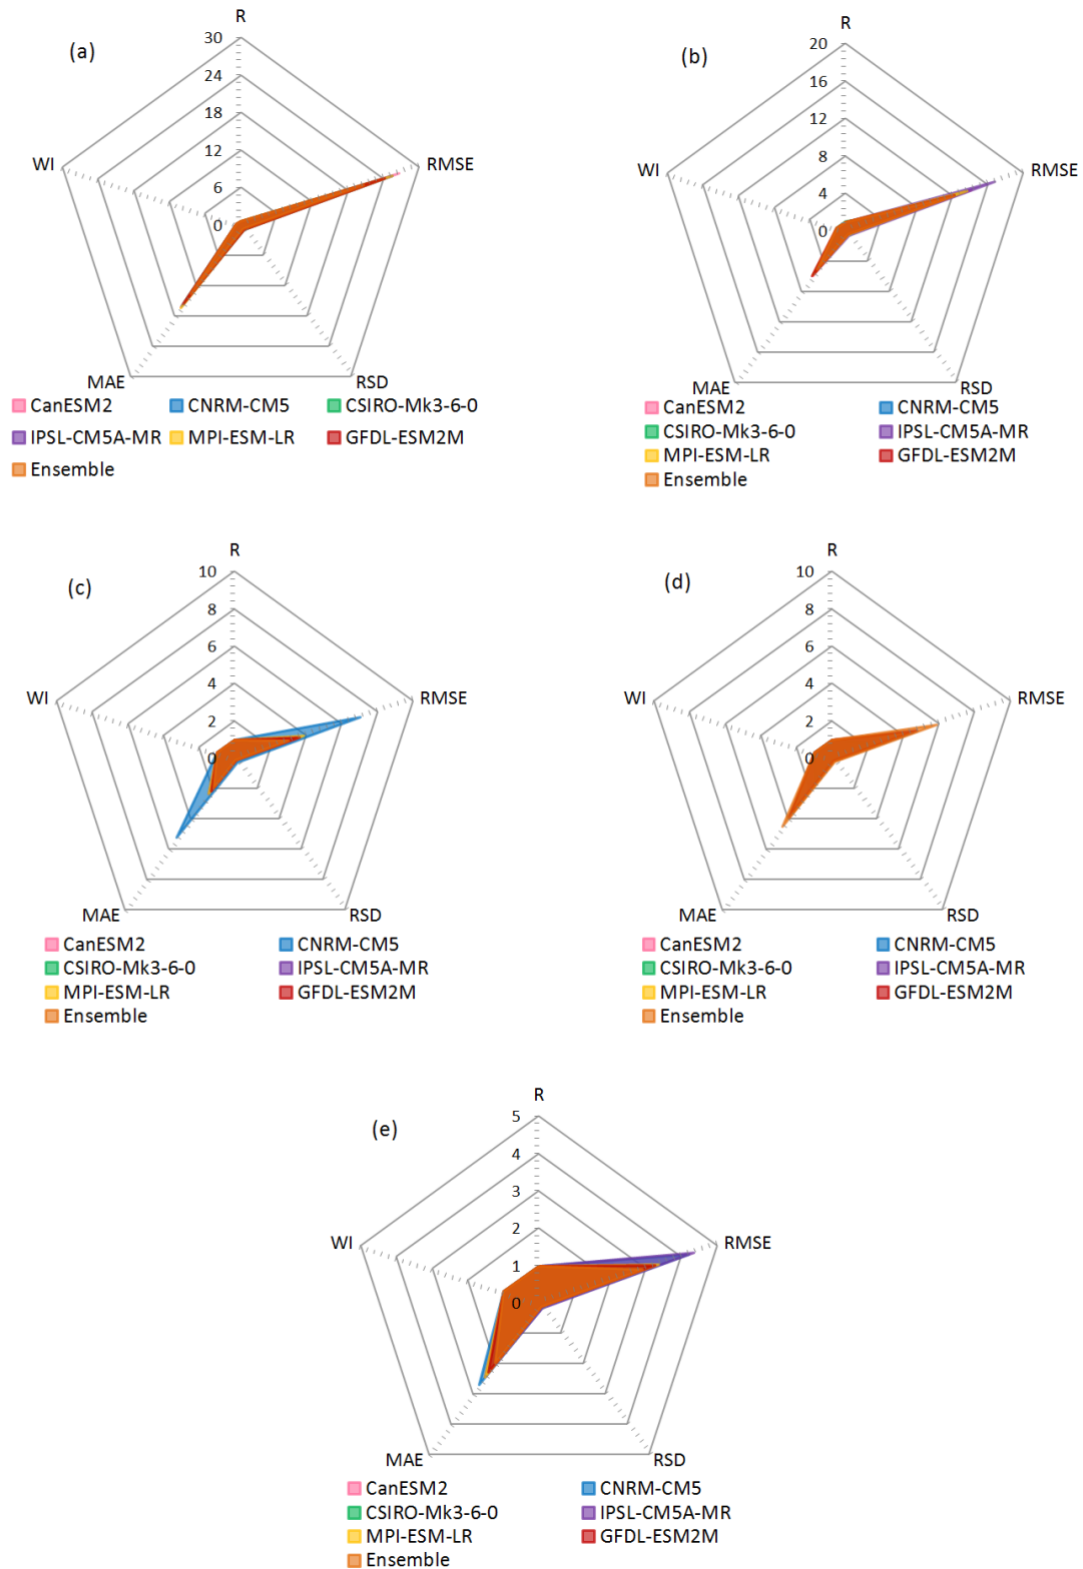 R
(a)
30
24
18
12
6
0
WI
RMSE
MAE
RSD
CanESM2 CNRM-CM5 CSIRO-Mk3-6-0
IPSL-CM5A-MR MPI-ESM-LR GFDL-ESM2M
Ensemble
R
(b)
20
16
12
8
4
0
WI
RMSE
MAE
RSD
CanESM2 CNRM-CM5
CSIRO-Mk3-6-0 IPSL-CM5A-MR
MPI-ESM-LR GFDL-ESM2M
Ensemble
R
(c)
10
8
6
4
2
0
WI
RMSE
MAE
RSD
CanESM2 CNRM-CM5
CSIRO-Mk3-6-0 IPSL-CM5A-MR
MPI-ESM-LR GFDL-ESM2M
Ensemble
R
(d)
10
8
6
4
2
0
WI
RMSE
MAE
RSD
CanESM2 CNRM-CM5
CSIRO-Mk3-6-0 IPSL-CM5A-MR
MPI-ESM-LR GFDL-ESM2M
Ensemble
R
(e)
5
4
3
2
1
0
WI
RMSE
MAE
RSD
CanESM2 CNRM-CM5
CSIRO-Mk3-6-0 IPSL-CM5A-MR
MPI-ESM-LR GFDL-ESM2M
Ensemble